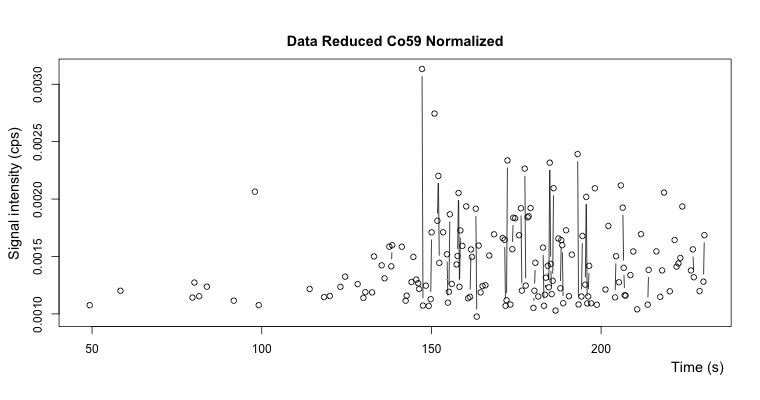 Data Reduced Co59 Normalized
Signal intensity (cps)
0.0030
0.0025
0.0020
0.0015
0.0010
50 100 150 200
Time (s)